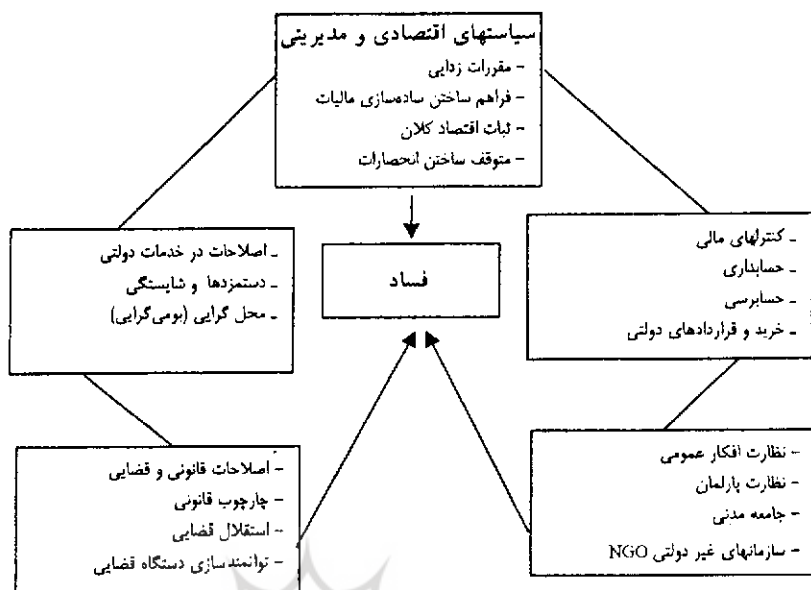 سیاستهای اقتصادی و مدیریتی
- مقررات زدایی
- فراهم ساختن ساده‌سازی مالیات
- ثبات اقتصاد کلان
- متوقف ساختن انحصارات
- کنترلهای مالی
- حسابداری
- حسابرسی
- خرید و قراردادهای دولتی
فساد
- اصلاحات در خدمات دولتی
- دستمزدها و شایستگی
- محل گرایی (بومی‌گرایی)
- نظارت افکار عمومی
- نظارت پارلمان
- جامعه مدنی
- سازمانهای غیر دولتی NGO
- اصلاحات قانونی و قضایی
- چارچوب قانونی
- استقلال قضایی
- توانمندسازی دستگاه قضایی